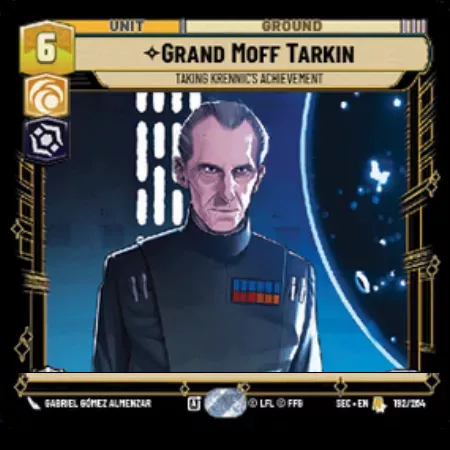 UNIT GROUND
6
GRAND MOFF TARKIN
TAKING KRENNIC'S ACHIEVEMENT
GABRIEL GÓMEZ ALMENZAR A © LFL © FFG SEC • EN 192/264